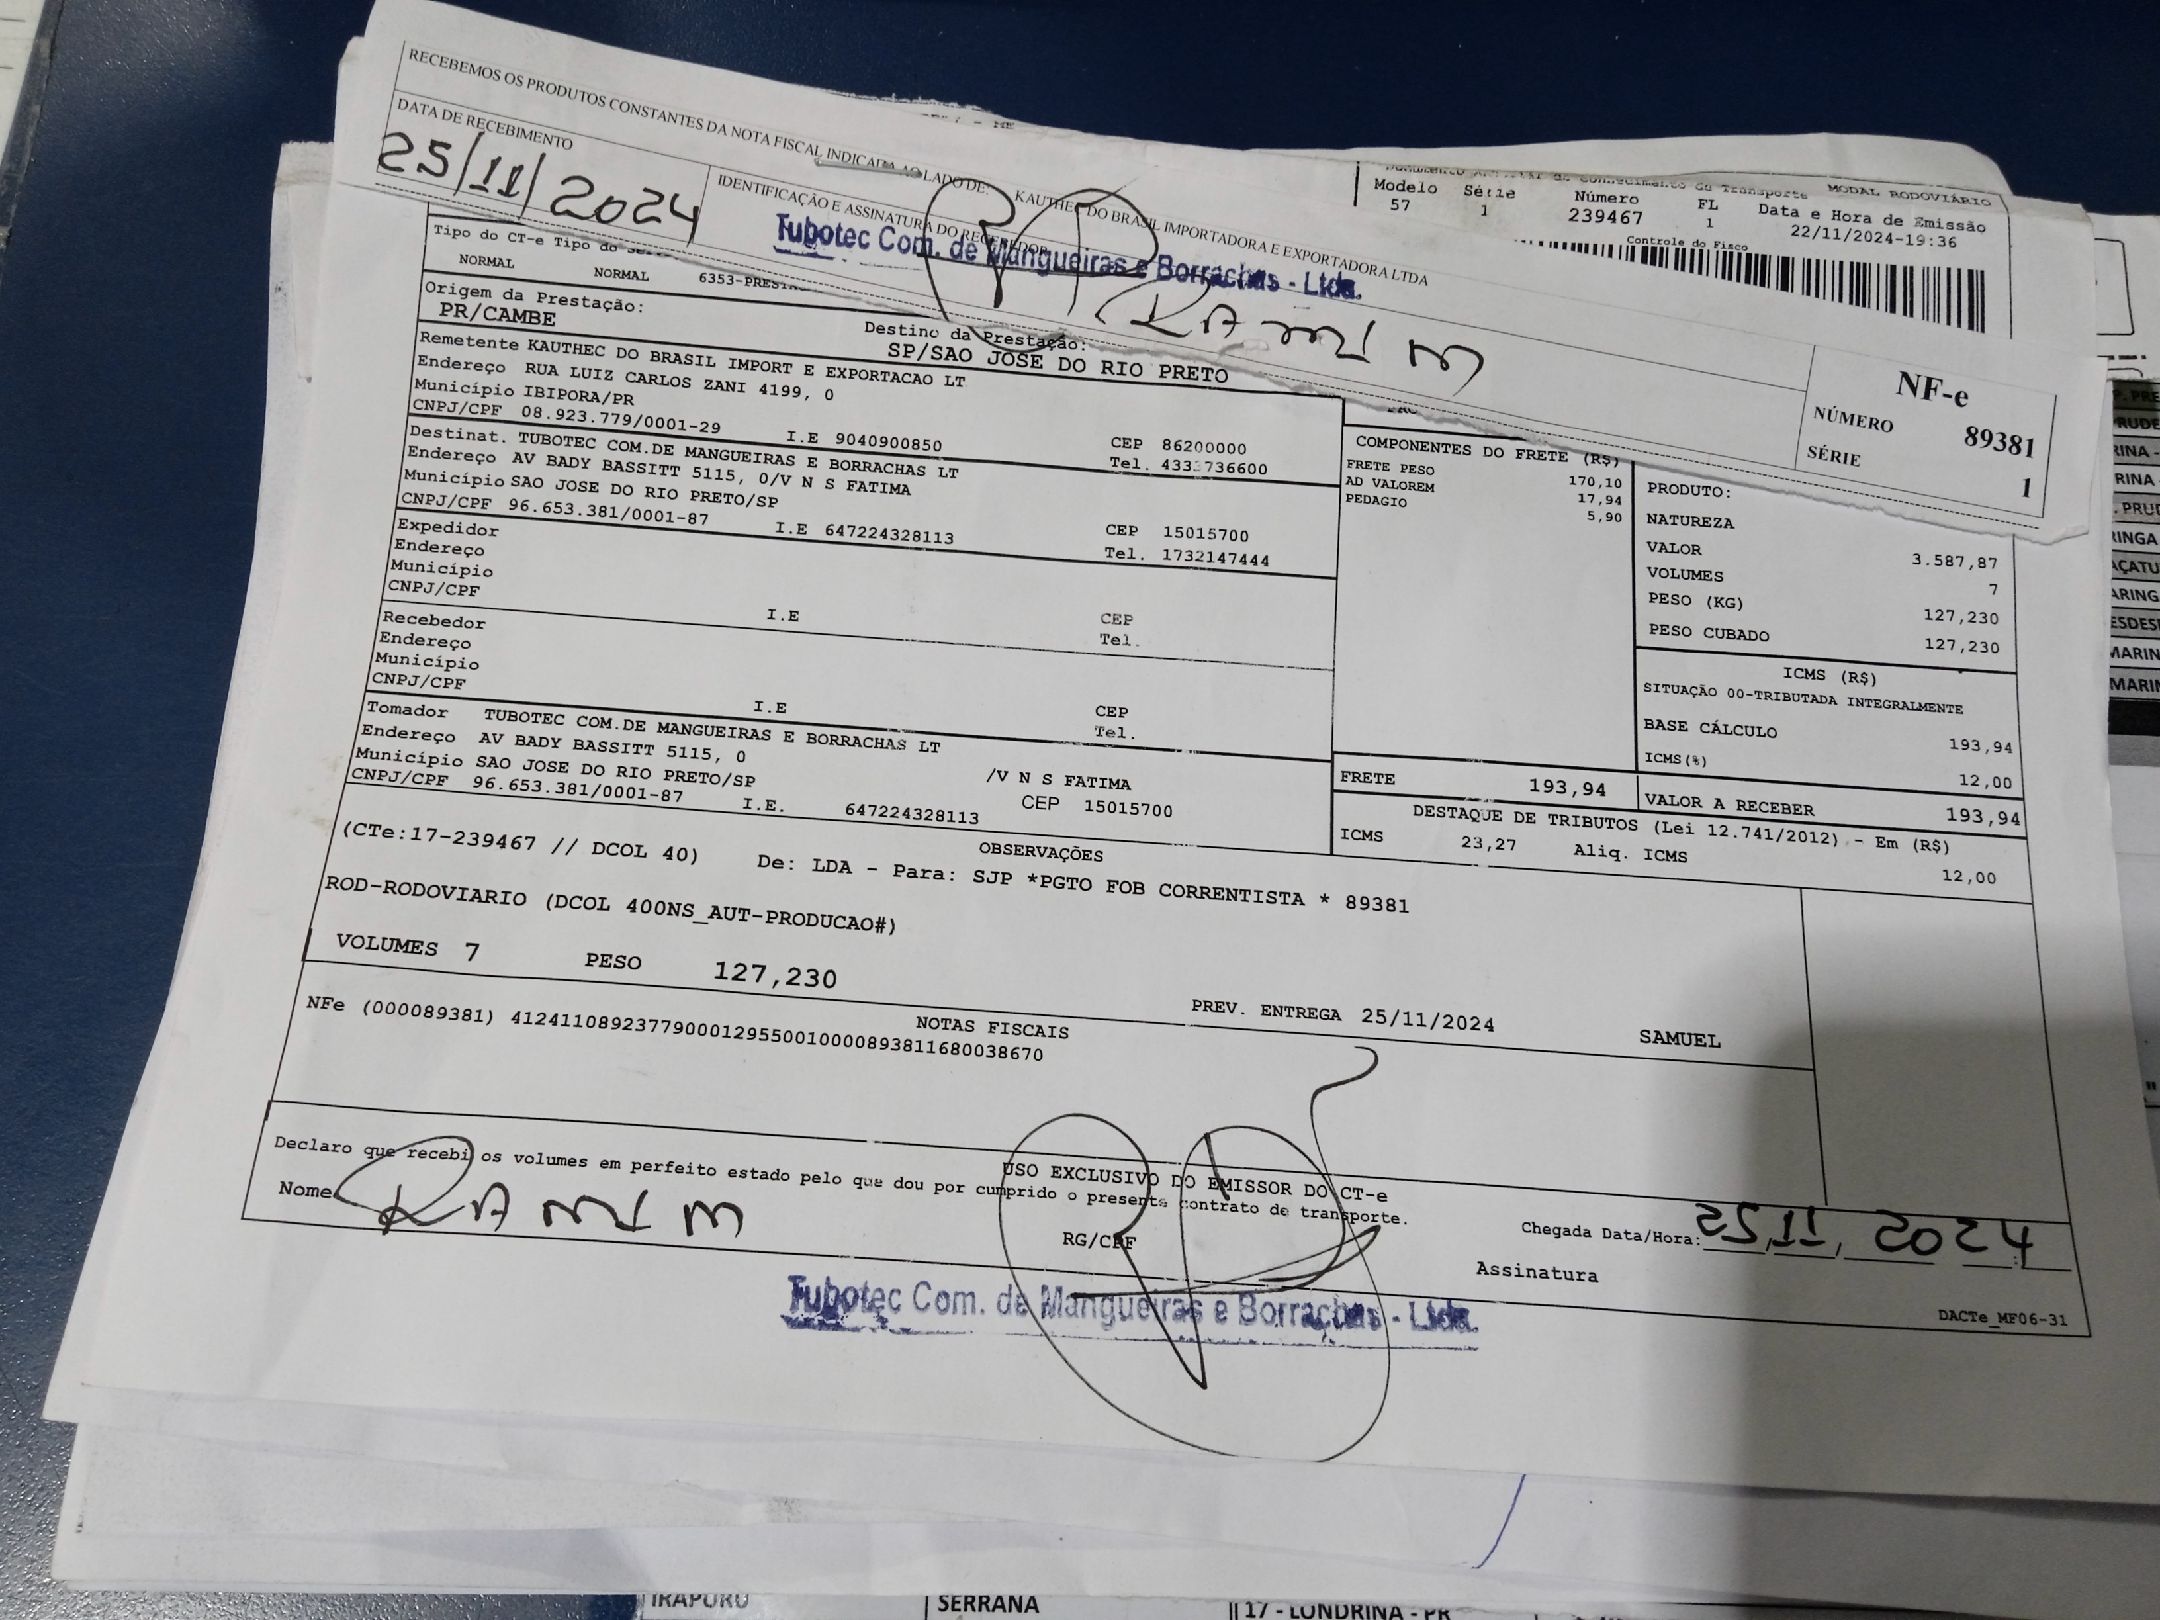 RECEBEMOS OS PRODUTOS CONSTANTES DA NOTA FISCAL INDICADA AO LADO DE: KAUTHEC DO BRASIL IMPORTADORA E EXPORTADORA LTDA
DATA DE RECEBIMENTO
25/11/2024
IDENTIFICAÇÃO E ASSINATURA DO RECEBEDOR
Tubotec Com. de Mangueiras e Borrachas - Ltda.
RAMIM
NF-e
NÚMERO 89381
SÉRIE 1
MODAL RODOVIÁRIO
Modelo Série Número FL Data e Hora de Emissão
57 1 239467 1 22/11/2024-19:36
Controle do Fisco
Tipo do CT-e Tipo do
NORMAL NORMAL
Origem da Prestação:
PR/CAMBE
Destino da Prestação:
SP/SAO JOSE DO RIO PRETO
Remetente KAUTHEC DO BRASIL IMPORT E EXPORTACAO LT
Endereço RUA LUIZ CARLOS ZANI 4199, 0
Município IBIPORA/PR CEP 86200000
CNPJ/CPF 08.923.779/0001-29 I.E 9040900850 Tel.
Destinat. TUBOTEC COM.DE MANGUEIRAS E BORRACHAS LT
Endereço AV BADY BASSITT 5115, 0/V N S FATIMA
Município SAO JOSE DO RIO PRETO/SP CEP 15015700
CNPJ/CPF 96.653.381/0001-87 I.E 647224328113 Tel. 1732147444
Expedidor
Endereço
Município CEP
CNPJ/CPF I.E Tel.
Recebedor
Endereço
Município CEP
CNPJ/CPF I.E Tel.
Tomador TUBOTEC COM.DE MANGUEIRAS E BORRACHAS LT
Endereço AV BADY BASSITT 5115, 0 /V N S FATIMA
Município SAO JOSE DO RIO PRETO/SP CEP 15015700
CNPJ/CPF 96.653.381/0001-87 I.E. 647224328113
COMPONENTES DO FRETE (R$)
FRETE PESO 170,10
AD VALOREM 17,94
PEDAGIO 5,90
PRODUTO:
NATUREZA
VALOR 3.587,87
VOLUMES 7
PESO (KG) 127,230
PESO CUBADO 127,230
ICMS (R$)
SITUAÇÃO 00-TRIBUTADA INTEGRALMENTE
BASE CÁLCULO 193,94
ICMS(%) 12,00
FRETE 193,94 VALOR A RECEBER 193,94
DESTAQUE DE TRIBUTOS (Lei 12.741/2012) - Em (R$)
ICMS 23,27 Aliq. ICMS 12,00
OBSERVAÇÕES
(CTe:17-239467 // DCOL 40) De: LDA - Para: SJP *PGTO FOB CORRENTISTA * 89381
ROD-RODOVIARIO (DCOL 400NS_AUT-PRODUCAO#)
VOLUMES 7 PESO 127,230 PREV. ENTREGA 25/11/2024 SAMUEL
NOTAS FISCAIS
NFe (000089381) 41241108923779000129550010000893811680038670
USO EXCLUSIVO DO EMISSOR DO CT-e
Declaro que recebi os volumes em perfeito estado pelo que dou por cumprido o presente contrato de transporte.
Nome RAMIM RG/CPF Chegada Data/Hora: 25/11/2024
Assinatura
Tubotec Com. de Mangueiras e Borrachas - Ltda.
DACTe_MF06-31
IRAPURU SERRANA 17 - LONDRINA - PR